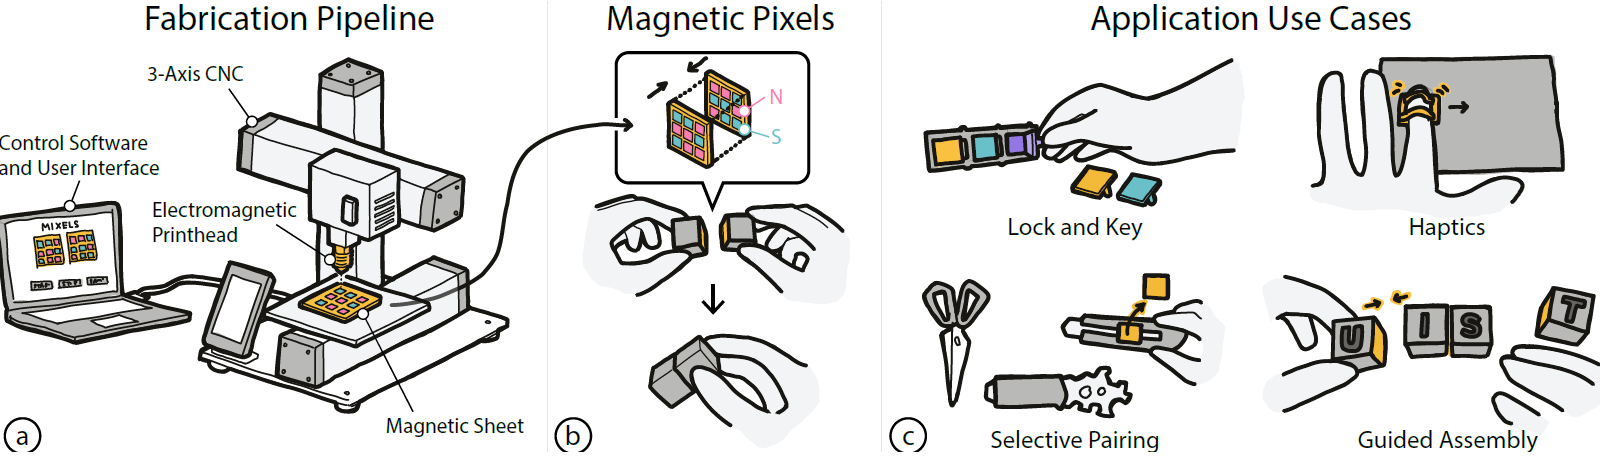 Fabrication Pipeline
3-Axis CNC
Control Software
and User Interface
MIXELS
Electromagnetic
Printhead
Magnetic Sheet
a
Magnetic Pixels
N
S
b
Application Use Cases
Lock and Key
Haptics
Selective Pairing
U I S T
Guided Assembly
c